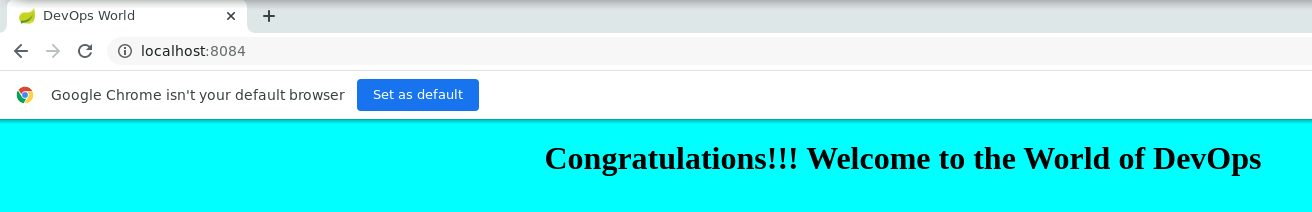 DevOps World
localhost:8084
Google Chrome isn't your default browser Set as default
Congratulations!!! Welcome to the World of DevOps